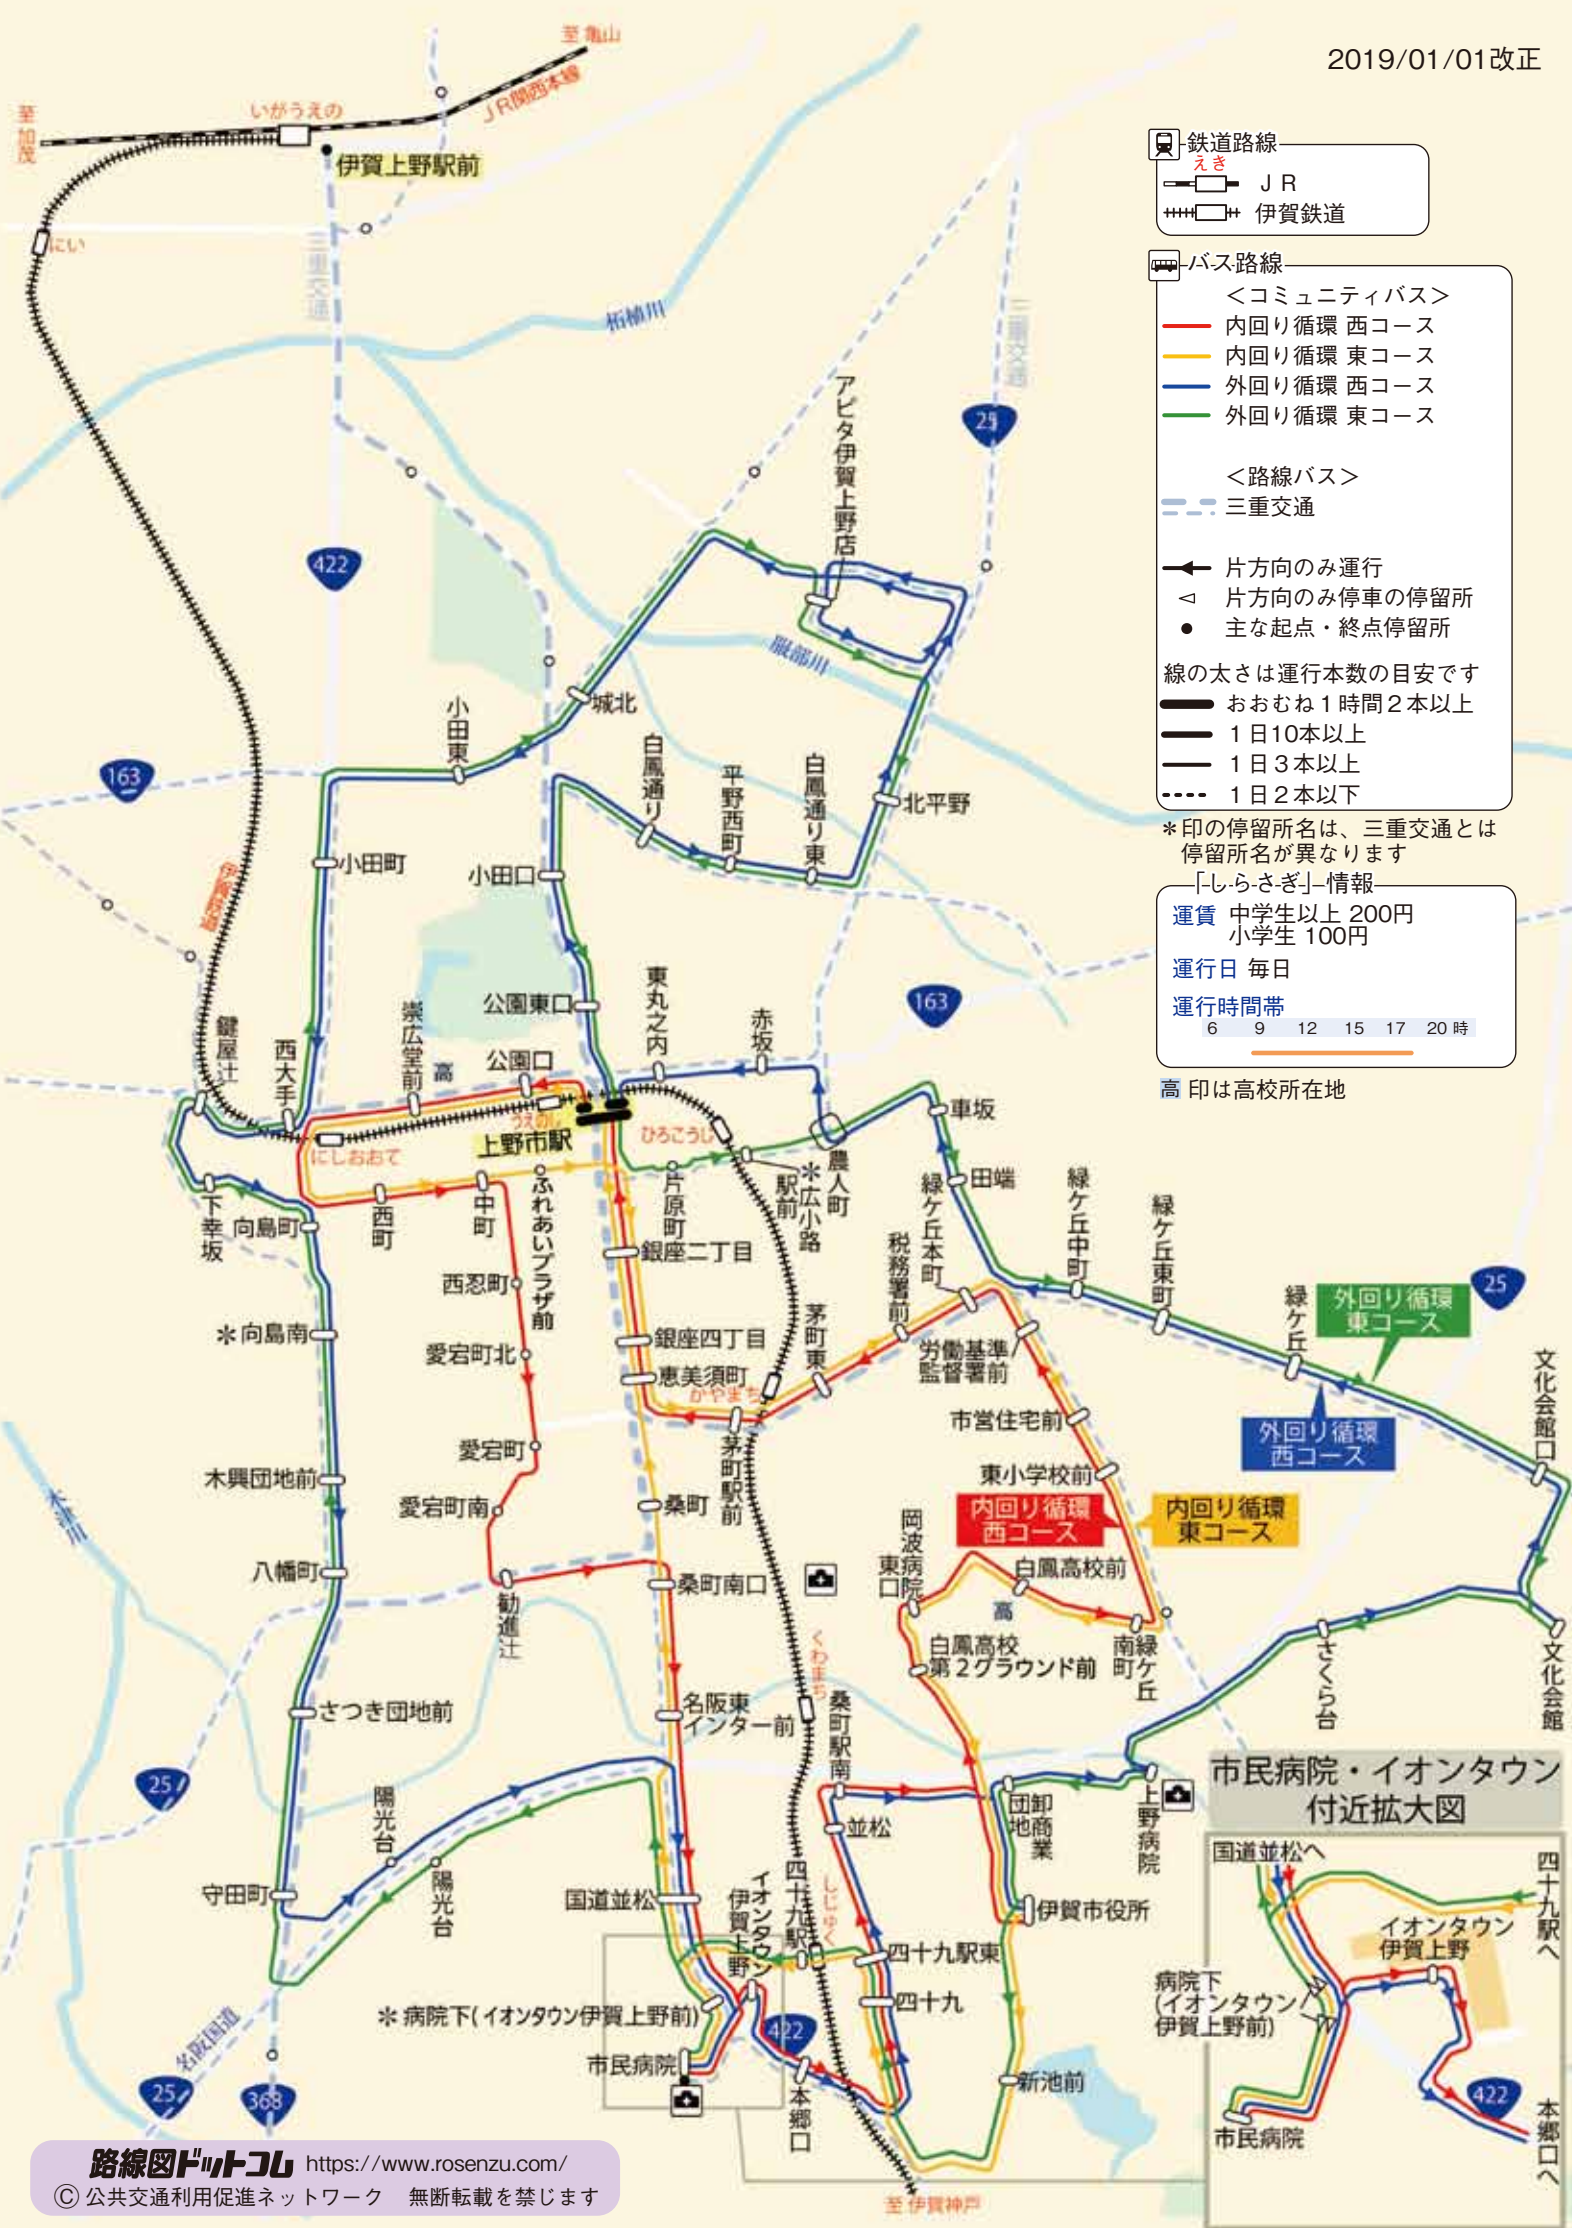 2019/01/01改正
至 亀山
JR関西本線
至 加茂
いがうえの
伊賀上野駅前
にい
三重交通
柘植川
三重交通
鉄道路線
えき
JR
伊賀鉄道
バス路線
＜コミュニティバス＞
内回り循環 西コース
内回り循環 東コース
外回り循環 西コース
外回り循環 東コース
＜路線バス＞
三重交通
片方向のみ運行
片方向のみ停車の停留所
主な起点・終点停留所
線の太さは運行本数の目安です
おおむね１時間２本以上
１日10本以上
１日３本以上
１日２本以下
＊印の停留所名は、三重交通とは
停留所名が異なります
「しらさぎ」情報
運賃 中学生以上 200円
小学生 100円
運行日 毎日
運行時間帯
6 9 12 15 17 20 時
高 印は高校所在地
25
アピタ伊賀上野店
422
服部川
城北
小田東
163
白鳳通り
平野西町
白鳳通り東
北平野
小田町
小田口
伊賀鉄道
公園東口
東丸之内
赤坂
163
鍵屋辻
西大手
崇広堂前
高
公園口
うえのし
上野市駅
ひろこうじ
車坂
にしおおて
片原町
＊広小路駅前
農人町
田端
下幸坂
向島町
西町
中町
ふれあいプラザ前
銀座二丁目
緑ケ丘本町
緑ケ丘中町
緑ケ丘東町
税務署前
西忍町
25
外回り循環
東コース
緑ケ丘
＊向島南
愛宕町北
銀座四丁目
恵美須町
かやまち
茅町東
労働基準
監督署前
文化会館口
外回り循環
西コース
市営住宅前
愛宕町
茅町駅前
東小学校前
木興団地前
愛宕町南
桑町
木津川
内回り循環
西コース
内回り循環
東コース
岡波病院東口
白鳳高校前
高
八幡町
勧進辻
桑町南口
白鳳高校
第２グラウンド前
緑ケ丘南町
さくら台
文化会館
くわまち
さつき団地前
名阪東
インター前
桑町駅南
25
陽光台
陽光台
並松
卸商業団地
上野病院
市民病院・イオンタウン
付近拡大図
守田町
国道並松
イオンタウン伊賀上野
四十九駅
しじゅく
伊賀市役所
四十九駅東
四十九
＊病院下(イオンタウン伊賀上野前)
422
市民病院
本郷口
新池前
名阪国道
25
368
至 伊賀神戸
国道並松へ
四十九駅へ
イオンタウン
伊賀上野
病院下
(イオンタウン
伊賀上野前)
422
市民病院
本郷口へ
路線図ドットコム https://www.rosenzu.com/
Ⓒ 公共交通利用促進ネットワーク 無断転載を禁じます